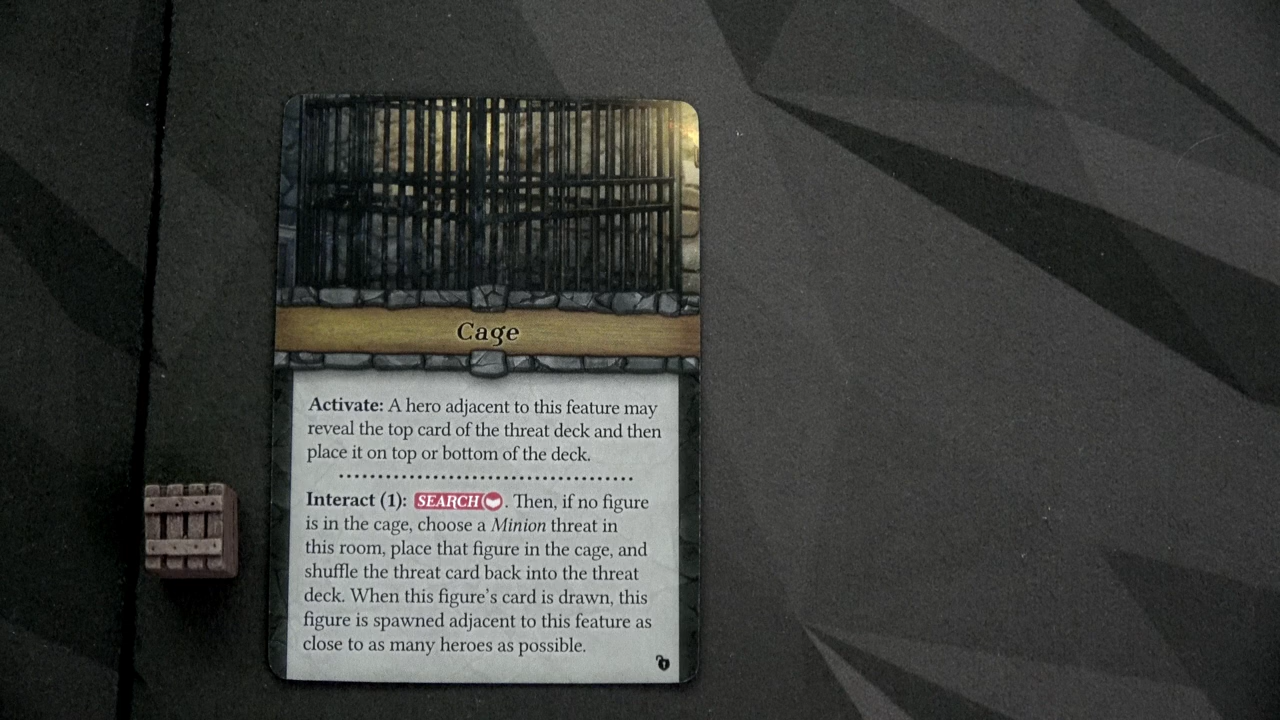 Cage
Activate: A hero adjacent to this feature may
reveal the top card of the threat deck and then
place it on top or bottom of the deck.
Interact (1): SEARCH. Then, if no figure
is in the cage, choose a Minion threat in
this room, place that figure in the cage, and
shuffle the threat card back into the threat
deck. When this figure's card is drawn, this
figure is spawned adjacent to this feature as
close to as many heroes as possible.